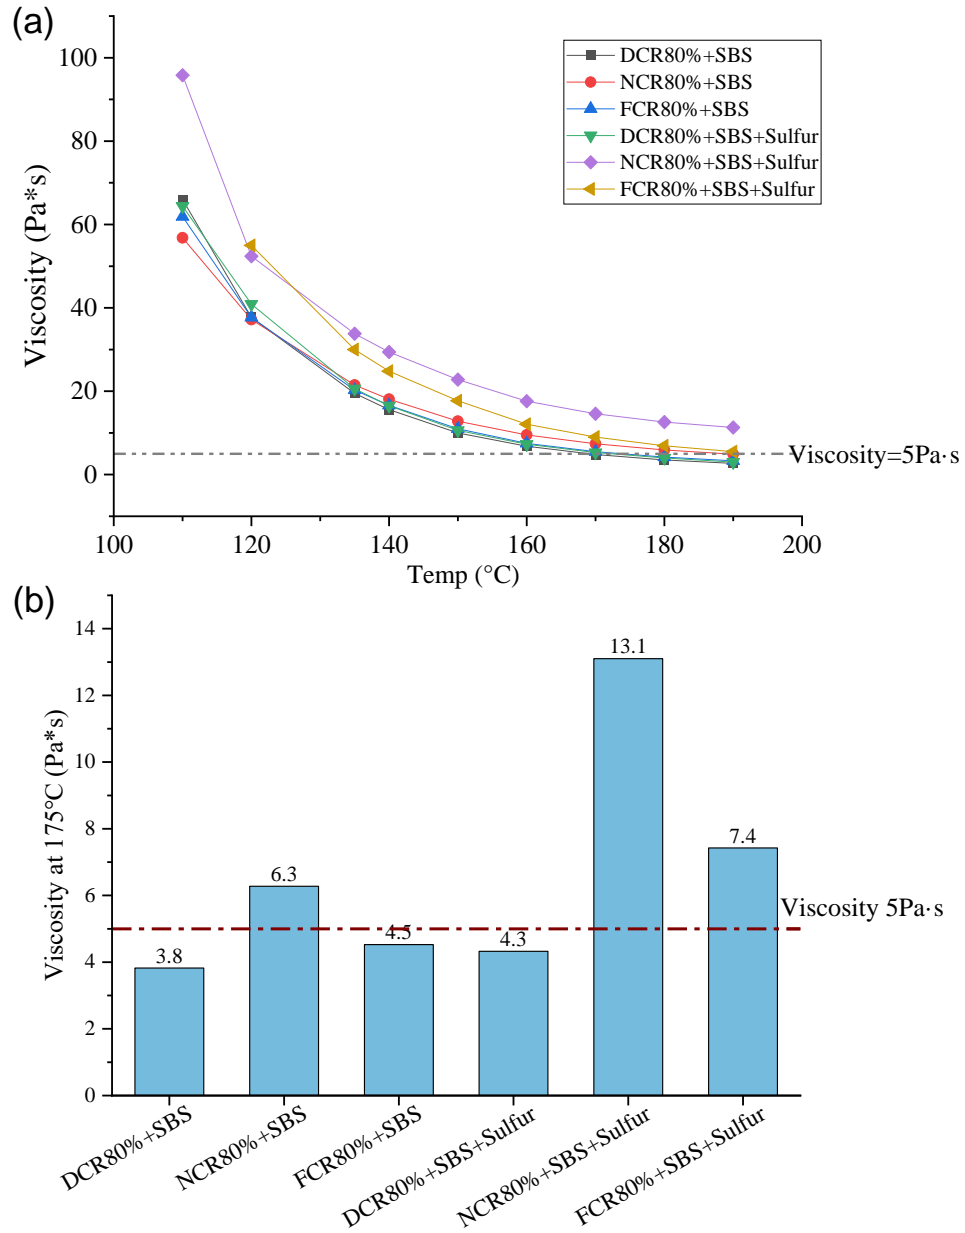 (a)
DCR80%+SBS
NCR80%+SBS
FCR80%+SBS
DCR80%+SBS+Sulfur
NCR80%+SBS+Sulfur
FCR80%+SBS+Sulfur
Viscosity (Pa*s)
100
80
60
40
20
0
Viscosity=5Pa·s
100
120
140
160
180
200
Temp (°C)
(b)
Viscosity at 175°C (Pa*s)
14
12
10
8
6
4
2
0
3.8
6.3
4.5
4.3
13.1
7.4
Viscosity 5Pa·s
DCR80%+SBS
NCR80%+SBS
FCR80%+SBS
DCR80%+SBS+Sulfur
NCR80%+SBS+Sulfur
FCR80%+SBS+Sulfur